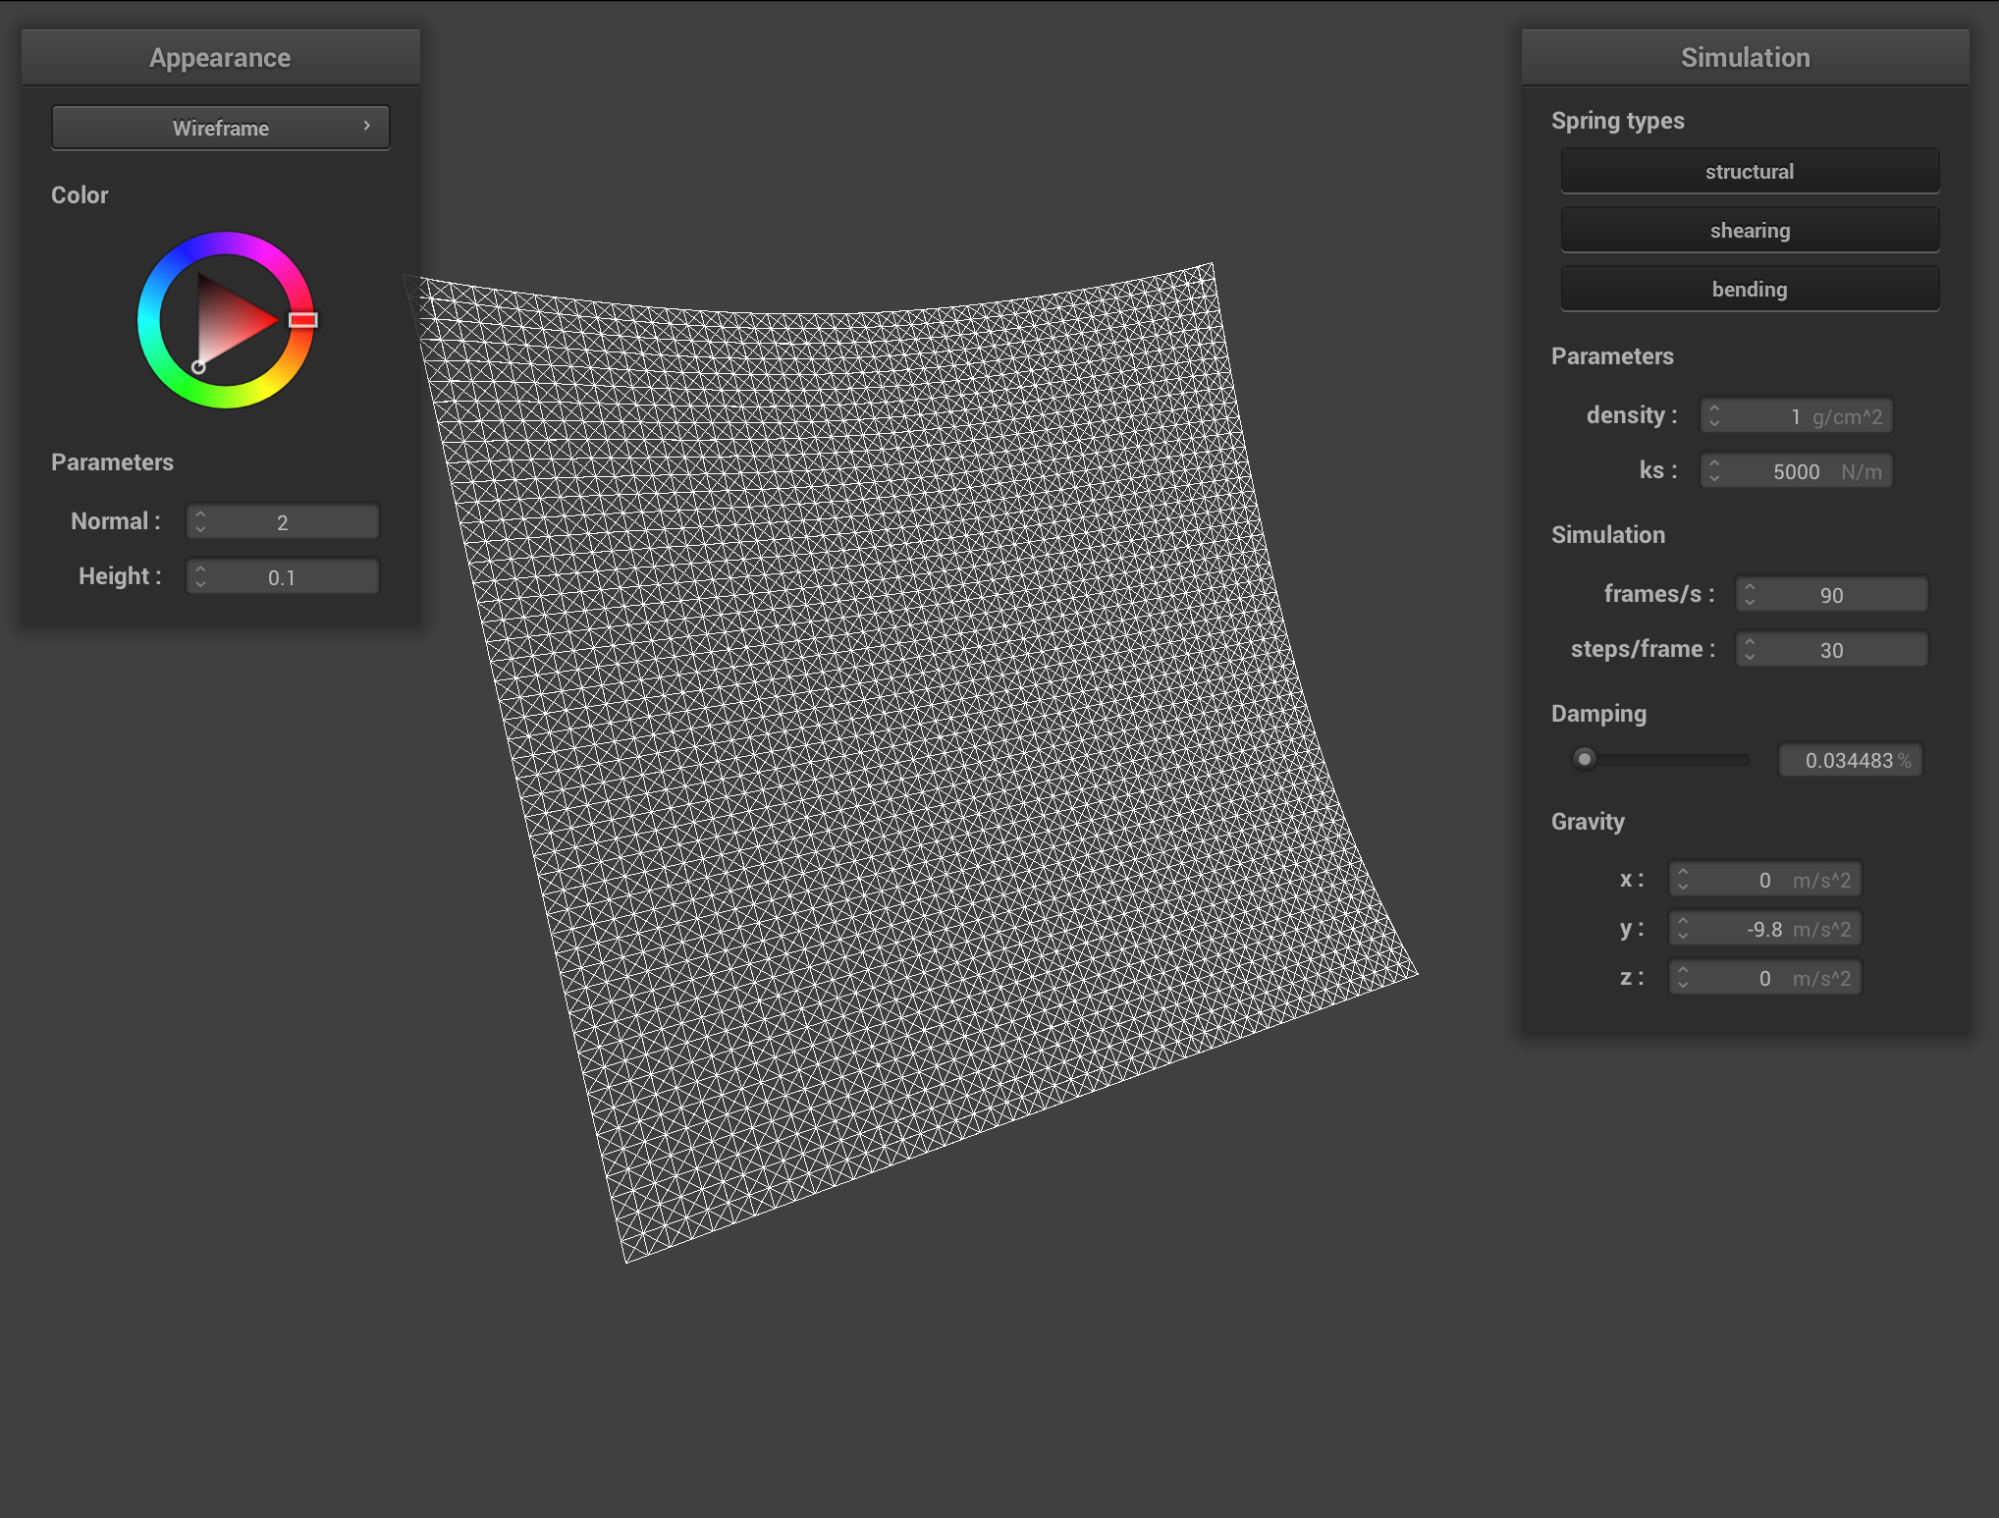 Appearance
Wireframe
Color
Parameters
Normal : 2
Height : 0.1
Simulation
Spring types
structural
shearing
bending
Parameters
density : 1 g/cm^2
ks : 5000 N/m
Simulation
frames/s : 90
steps/frame : 30
Damping
0.034483 %
Gravity
x : 0 m/s^2
y : -9.8 m/s^2
z : 0 m/s^2